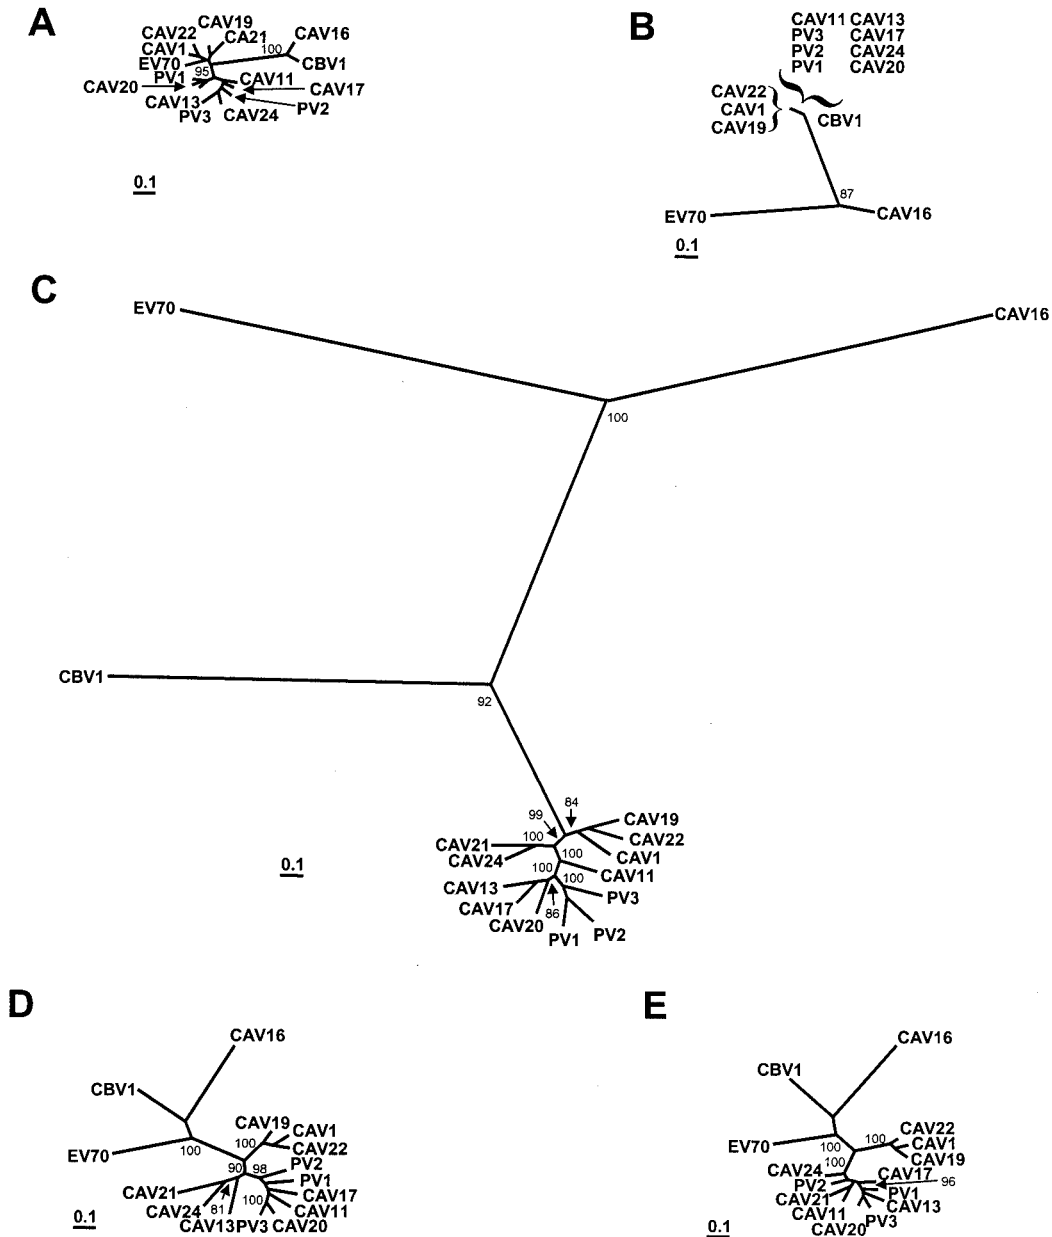 A
CAV19
CAV22
CA21
CAV16
CAV1
100
EV70
CBV1
95
PV1
CAV11
CAV20
CAV17
CAV13
PV2
PV3
CAV24
0.1
B
CAV11 CAV13
PV3 CAV17
PV2 CAV24
PV1 CAV20
CAV22
CAV1
CBV1
CAV19
87
EV70
CAV16
0.1
C
EV70
CAV16
100
CBV1
92
84
99
CAV19
100
CAV21
CAV22
CAV24
100
CAV1
100
100
CAV11
CAV13
PV3
CAV17
86
CAV20
PV1
PV2
0.1
D
CAV16
CBV1
CAV19
CAV1
100
CAV22
EV70
100
90
98
PV2
PV1
CAV21
100
CAV17
CAV24
81
CAV11
CAV13
PV3
CAV20
0.1
E
CAV16
CBV1
CAV22
100
CAV1
EV70
100
CAV19
100
CAV24
CAV17
PV2
96
CAV21
PV1
CAV11
CAV13
PV3
CAV20
0.1